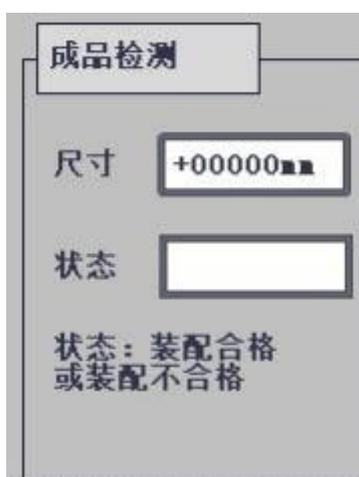 成品检测
尺寸 +00000mm
状态
状态：装配合格
或装配不合格